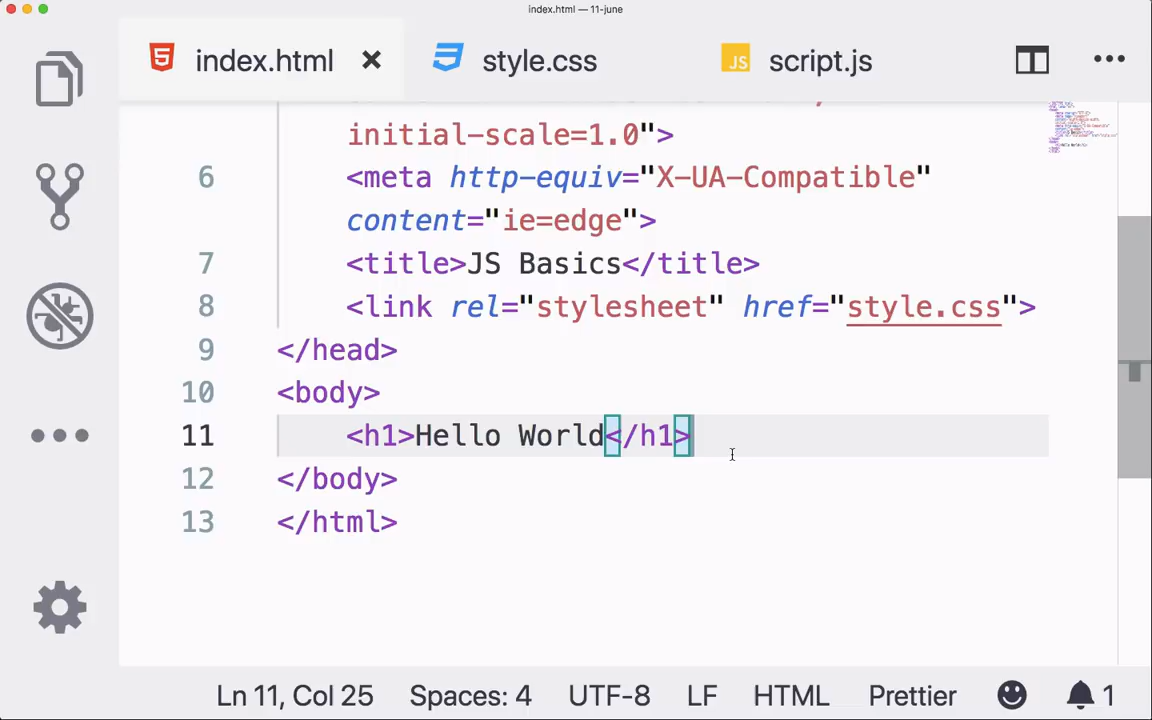 index.html — 11-june
index.html
style.css
JS script.js
initial-scale=1.0">
6 <meta http-equiv="X-UA-Compatible"
content="ie=edge">
7 <title>JS Basics</title>
8 <link rel="stylesheet" href="style.css">
9 </head>
10 <body>
11 <h1>Hello World</h1>
12 </body>
13 </html>
Ln 11, Col 25 Spaces: 4 UTF-8 LF HTML Prettier 1